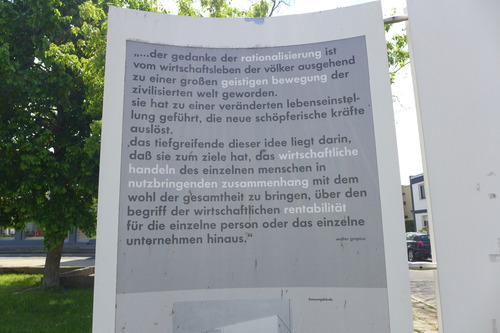 „....der gedanke der rationalisierung ist
vom wirtschaftsleben der völker ausgehend
zu einer großen geistigen bewegung der
zivilisierten welt geworden.
sie hat zu einer veränderten lebenseinstel-
lung geführt, die neue schöpferische kräfte
auslöst.
‚das tiefgreifende dieser idee liegt darin,
daß sie zum ziele hat, das wirtschaftliche
handeln des einzelnen menschen in
nutzbringenden zusammenhang mit dem
wohl der gesamtheit zu bringen, über den
begriff der wirtschaftlichen rentabilität
für die einzelne person oder das einzelne
unternehmen hinaus."
walter gropius